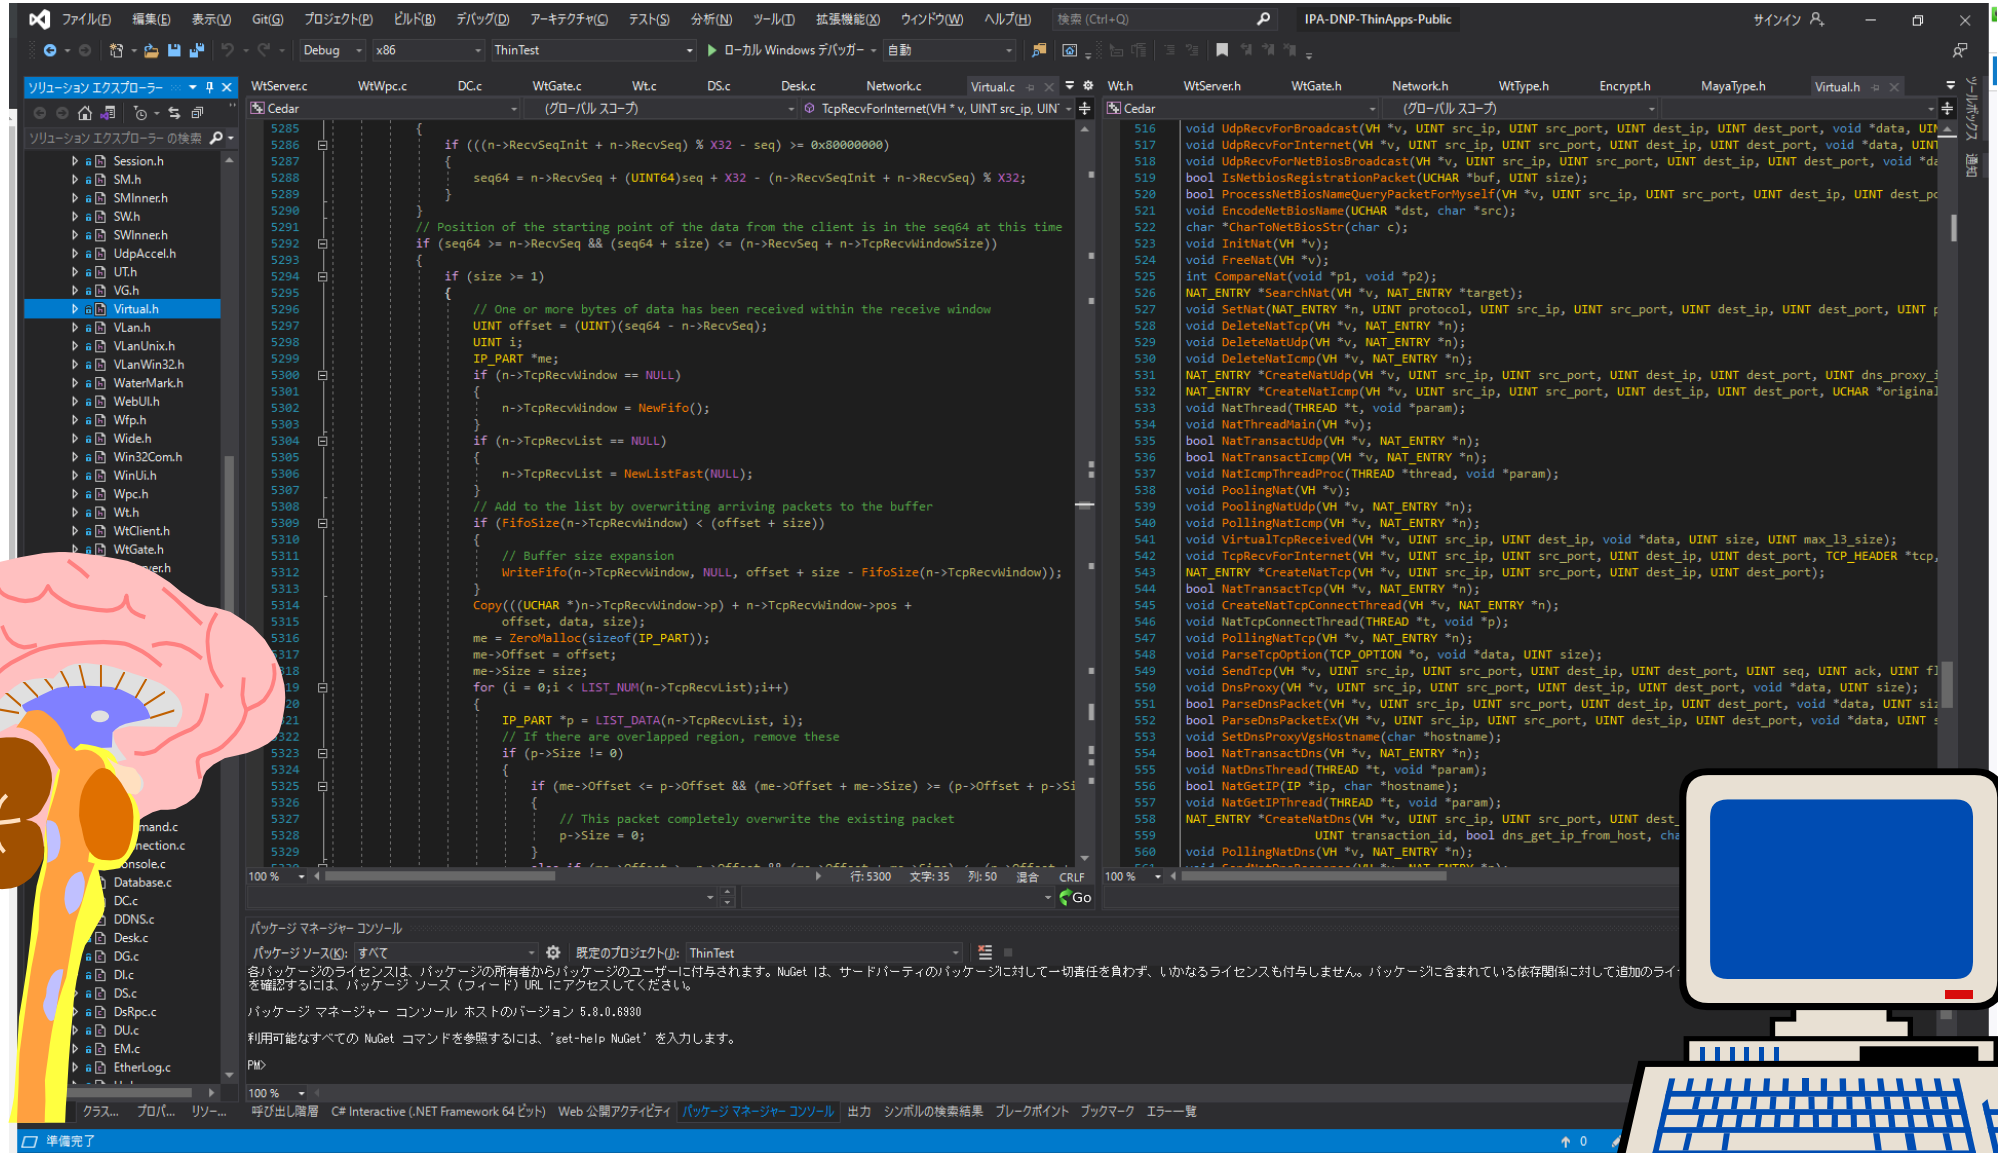 ファイル(F) 編集(E) 表示(V) Git(G) プロジェクト(P) ビルド(B) デバッグ(D) アーキテクチャ(C) テスト(S) 分析(N) ツール(T) 拡張機能(X) ウィンドウ(W) ヘルプ(H) 検索 (Ctrl+Q) IPA-DNP-ThinApps-Public サインイン
Debug x86 ThinTest ローカル Windows デバッガー 自動
ソリューション エクスプローラー
ソリューション エクスプローラー の検索
Session.h
SM.h
SMInner.h
SW.h
SWInner.h
UdpAccel.h
UT.h
VG.h
Virtual.h
VLan.h
VLanUnix.h
VLanWin32.h
WaterMark.h
WebUI.h
Wfp.h
Wide.h
Win32Com.h
WinUi.h
Wpc.h
Wt.h
WtClient.h
WtGate.h
Database.c
DC.c
DDNS.c
Desk.c
DG.c
DI.c
DS.c
DsRpc.c
DU.c
EM.c
EtherLog.c
クラス... プロパ... リソー...
WtServer.c WtWpc.c DC.c WtGate.c Wt.c DS.c Desk.c Network.c Virtual.c
Cedar (グローバル スコープ) TcpRecvForInternet(VH * v, UINT src_ip, UIN
5285 {
5286 if (((n->RecvSeqInit + n->RecvSeq) % X32 - seq) >= 0x80000000)
5287 {
5288 seq64 = n->RecvSeq + (UINT64)seq + X32 - (n->RecvSeqInit + n->RecvSeq) % X32;
5289 }
5290 }
5291 // Position of the starting point of the data from the client is in the seq64 at this time
5292 if (seq64 >= n->RecvSeq && (seq64 + size) <= (n->RecvSeq + n->TcpRecvWindowSize))
5293 {
5294 if (size >= 1)
5295 {
5296 // One or more bytes of data has been received within the receive window
5297 UINT offset = (UINT)(seq64 - n->RecvSeq);
5298 UINT i;
5299 IP_PART *me;
5300 if (n->TcpRecvWindow == NULL)
5301 {
5302 n->TcpRecvWindow = NewFifo();
5303 }
5304 if (n->TcpRecvList == NULL)
5305 {
5306 n->TcpRecvList = NewListFast(NULL);
5307 }
5308 // Add to the list by overwriting arriving packets to the buffer
5309 if (FifoSize(n->TcpRecvWindow) < (offset + size))
5310 {
5311 // Buffer size expansion
5312 WriteFifo(n->TcpRecvWindow, NULL, offset + size - FifoSize(n->TcpRecvWindow));
5313 }
5314 Copy(((UCHAR *)n->TcpRecvWindow->p) + n->TcpRecvWindow->pos +
5315 offset, data, size);
5316 me = ZeroMalloc(sizeof(IP_PART));
5317 me->Offset = offset;
me->Size = size;
for (i = 0;i < LIST_NUM(n->TcpRecvList);i++)
{
IP_PART *p = LIST_DATA(n->TcpRecvList, i);
// If there are overlapped region, remove these
5323 if (p->Size != 0)
5324 {
5325 if (me->Offset <= p->Offset && (me->Offset + me->Size) >= (p->Offset + p->Si
5326 {
5327 // This packet completely overwrite the existing packet
5328 p->Size = 0;
5329 }
100 % 行: 5300 文字: 35 列: 50 混合 CRLF
Go
Wt.h WtServer.h WtGate.h Network.h WtType.h Encrypt.h MayaType.h Virtual.h
Cedar (グローバル スコープ)
516 void UdpRecvForBroadcast(VH *v, UINT src_ip, UINT src_port, UINT dest_ip, UINT dest_port, void *data, UIN
517 void UdpRecvForInternet(VH *v, UINT src_ip, UINT src_port, UINT dest_ip, UINT dest_port, void *data, UINT
518 void UdpRecvForNetBiosBroadcast(VH *v, UINT src_ip, UINT src_port, UINT dest_ip, UINT dest_port, void *da
519 bool IsNetbiosRegistrationPacket(UCHAR *buf, UINT size);
520 bool ProcessNetBiosNameQueryPacketForMyself(VH *v, UINT src_ip, UINT src_port, UINT dest_ip, UINT dest_po
521 void EncodeNetBiosName(UCHAR *dst, char *src);
522 char *CharToNetBiosStr(char c);
523 void InitNat(VH *v);
524 void FreeNat(VH *v);
525 int CompareNat(void *p1, void *p2);
526 NAT_ENTRY *SearchNat(VH *v, NAT_ENTRY *target);
527 void SetNat(NAT_ENTRY *n, UINT protocol, UINT src_ip, UINT src_port, UINT dest_ip, UINT dest_port, UINT p
528 void DeleteNatTcp(VH *v, NAT_ENTRY *n);
529 void DeleteNatUdp(VH *v, NAT_ENTRY *n);
530 void DeleteNatIcmp(VH *v, NAT_ENTRY *n);
531 NAT_ENTRY *CreateNatUdp(VH *v, UINT src_ip, UINT src_port, UINT dest_ip, UINT dest_port, UINT dns_proxy_i
532 NAT_ENTRY *CreateNatIcmp(VH *v, UINT src_ip, UINT src_port, UINT dest_ip, UINT dest_port, UCHAR *original
533 void NatThread(THREAD *t, void *param);
534 void NatThreadMain(VH *v);
535 bool NatTransactUdp(VH *v, NAT_ENTRY *n);
536 bool NatTransactIcmp(VH *v, NAT_ENTRY *n);
537 void NatIcmpThreadProc(THREAD *thread, void *param);
538 void PoolingNat(VH *v);
539 void PoolingNatUdp(VH *v, NAT_ENTRY *n);
540 void PollingNatIcmp(VH *v, NAT_ENTRY *n);
541 void VirtualTcpReceived(VH *v, UINT src_ip, UINT dest_ip, void *data, UINT size, UINT max_l3_size);
542 void TcpRecvForInternet(VH *v, UINT src_ip, UINT src_port, UINT dest_ip, UINT dest_port, TCP_HEADER *tcp,
543 NAT_ENTRY *CreateNatTcp(VH *v, UINT src_ip, UINT src_port, UINT dest_ip, UINT dest_port);
544 bool NatTransactTcp(VH *v, NAT_ENTRY *n);
545 void CreateNatTcpConnectThread(VH *v, NAT_ENTRY *n);
546 void NatTcpConnectThread(THREAD *t, void *p);
547 void PollingNatTcp(VH *v, NAT_ENTRY *n);
548 void ParseTcpOption(TCP_OPTION *o, void *data, UINT size);
549 void SendTcp(VH *v, UINT src_ip, UINT src_port, UINT dest_ip, UINT dest_port, UINT seq, UINT ack, UINT fl
550 void DnsProxy(VH *v, UINT src_ip, UINT src_port, UINT dest_ip, UINT dest_port, void *data, UINT size);
551 bool ParseDnsPacket(VH *v, UINT src_ip, UINT src_port, UINT dest_ip, UINT dest_port, void *data, UINT siz
552 bool ParseDnsPacketEx(VH *v, UINT src_ip, UINT src_port, UINT dest_ip, UINT dest_port, void *data, UINT s
553 void SetDnsProxyVgsHostname(char *hostname);
554 bool NatTransactDns(VH *v, NAT_ENTRY *n);
555 void NatDnsThread(THREAD *t, void *param);
556 bool NatGetIP(IP *ip, char *hostname);
557 void NatGetIPThread(THREAD *t, void *param);
558 NAT_ENTRY *CreateNatDns(VH *v, UINT src_ip, UINT src_port, UINT dest_ip, UINT dest_
559 UINT transaction_id, bool dns_get_ip_from_host, cha
560 void PollingNatDns(VH *v, NAT_ENTRY *n);
100 %
ツールボックス
通知
パッケージ マネージャー コンソール
パッケージ ソース(K): すべて 既定のプロジェクト(J): ThinTest
各パッケージのライセンスは、パッケージの所有者からパッケージのユーザーに付与されます。NuGet は、サードパーティのパッケージに対して一切責任を負わず、いかなるライセンスも付与しません。パッケージに含まれている依存関係に対して追加のライ
を確認するには、パッケージ ソース (フィード) URL にアクセスしてください。
パッケージ マネージャー コンソール ホストのバージョン 5.8.0.6930
利用可能なすべての NuGet コマンドを参照するには、'get-help NuGet' を入力します。
PM>
100 %
呼び出し階層 C# Interactive (.NET Framework 64 ビット) Web 公開アクティビティ パッケージ マネージャー コンソール 出力 シンボルの検索結果 ブレークポイント ブックマーク エラー一覧
準備完了 0